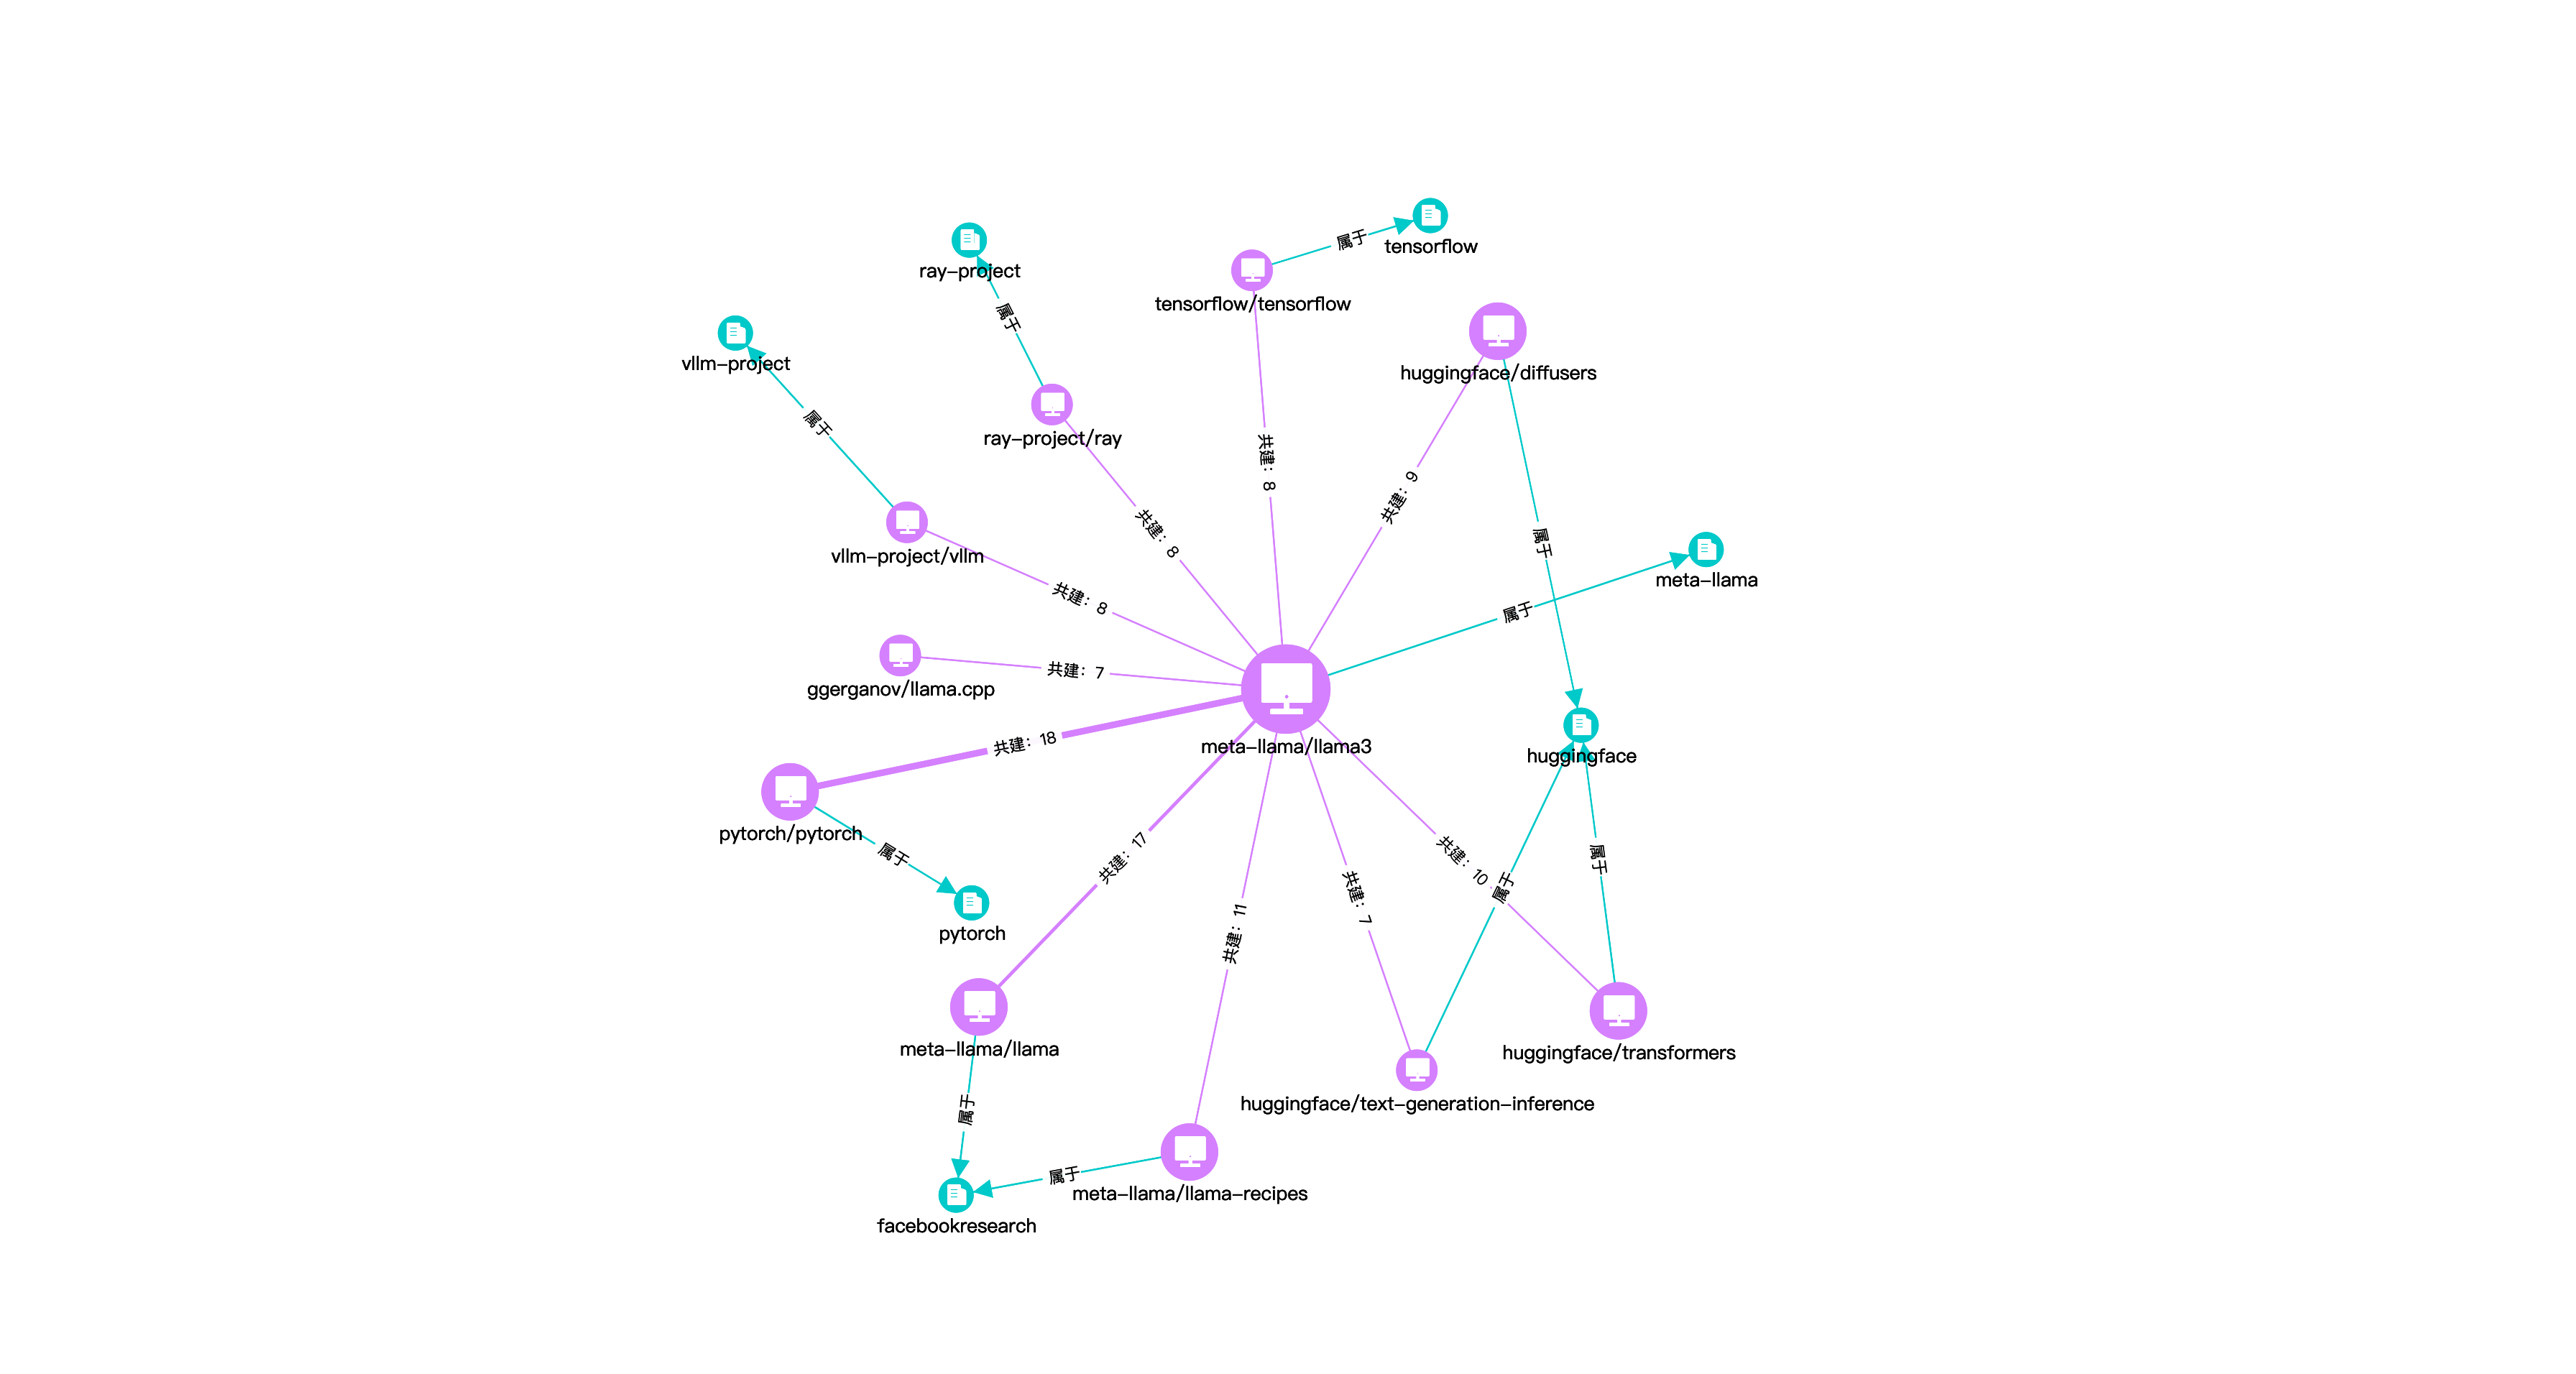 tensorflow
属于
ray-project
tensorflow/tensorflow
属于
vllm-project
huggingface/diffusers
属于
ray-project/ray
共建：8
共建：9
共建：8
属于
vllm-project/vllm
meta-llama
共建：8
属于
共建：7
ggerganov/llama.cpp
共建：18
meta-llama/llama3
huggingface
pytorch/pytorch
属于
共建：17
共建：10
属于
属于
共建：7
pytorch
共建：11
meta-llama/llama
huggingface/transformers
huggingface/text-generation-inference
属于
属于
meta-llama/llama-recipes
facebookresearch